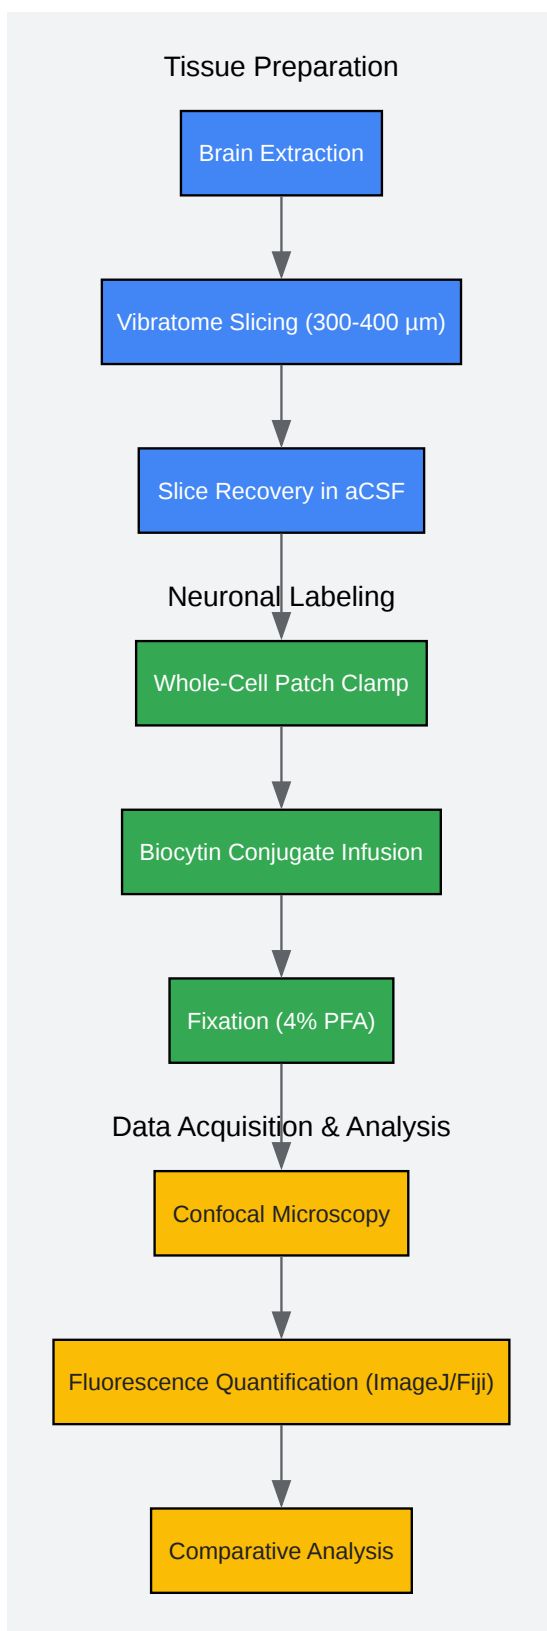 Tissue Preparation
Brain Extraction
Vibratome Slicing (300-400 µm)
Slice Recovery in aCSF
Neuronal Labeling
Whole-Cell Patch Clamp
Biocytin Conjugate Infusion
Fixation (4% PFA)
Data Acquisition & Analysis
Confocal Microscopy
Fluorescence Quantification (ImageJ/Fiji)
Comparative Analysis